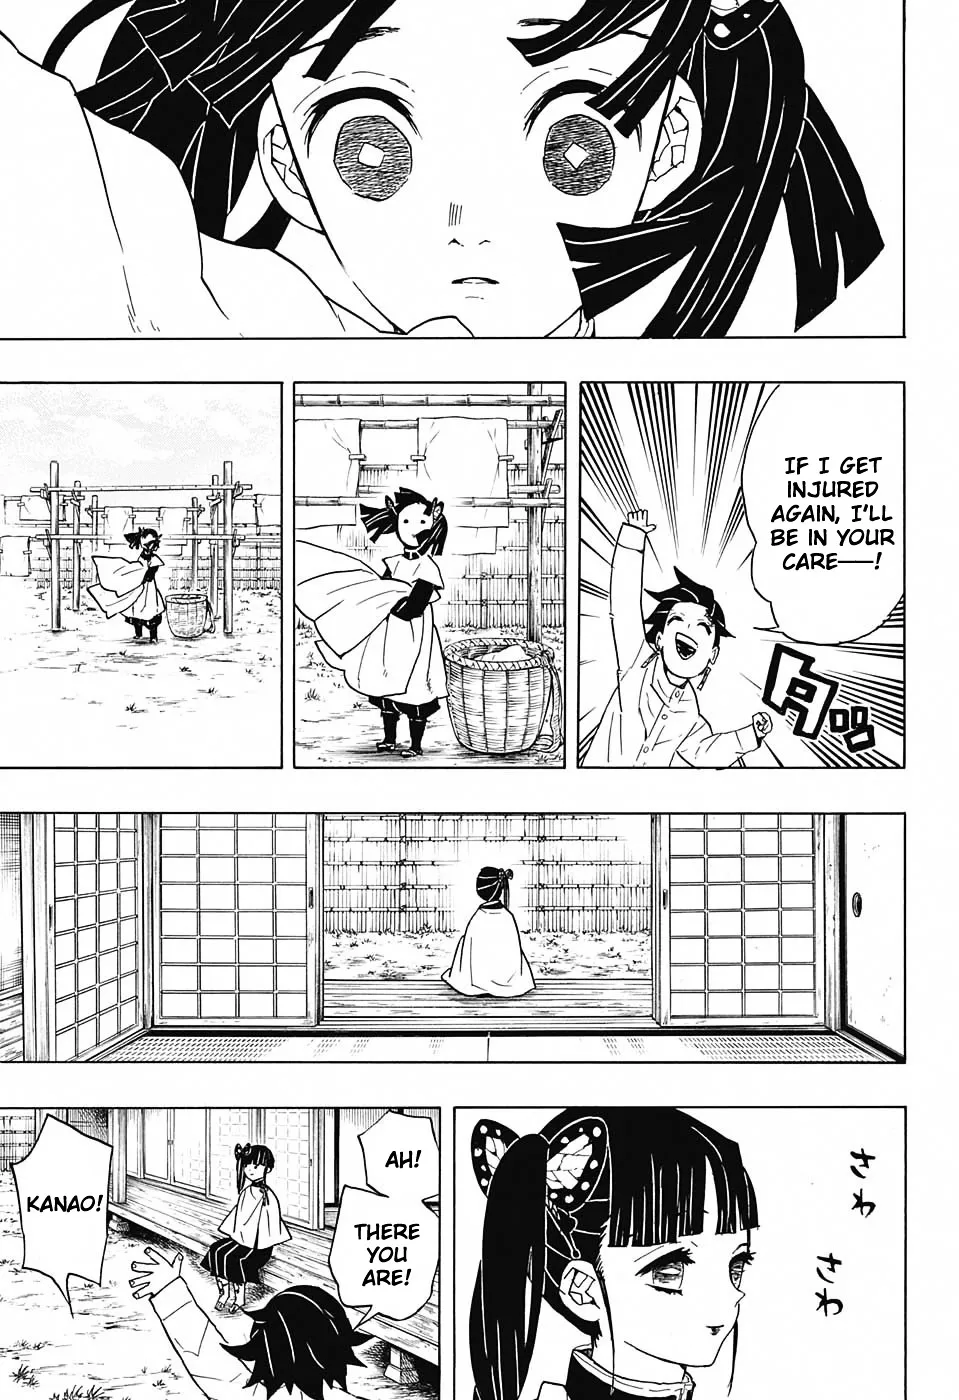 IF I GET
INJURED
AGAIN, I'LL
BE IN YOUR
CARE—!
さわ
さわ
AH!
THERE
YOU
ARE!
KANAO!